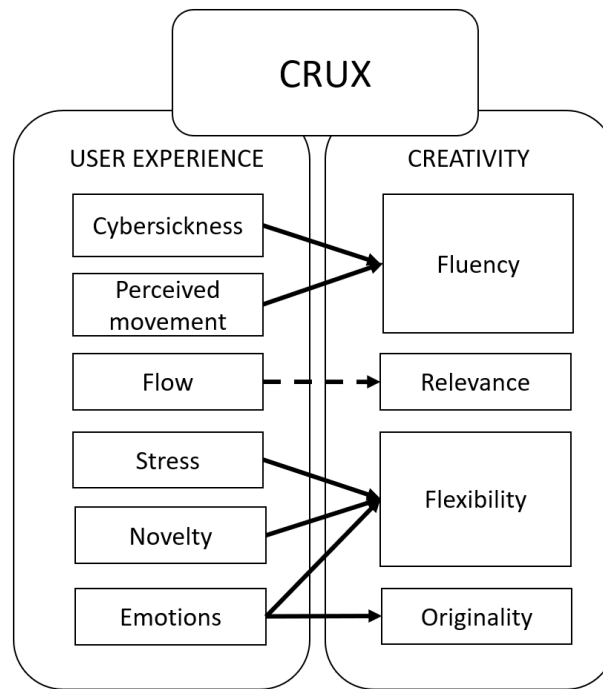 CRUX
USER EXPERIENCE
Cybersickness
Perceived
movement
Flow
Stress
Novelty
Emotions
CREATIVITY
Fluency
Relevance
Flexibility
Originality